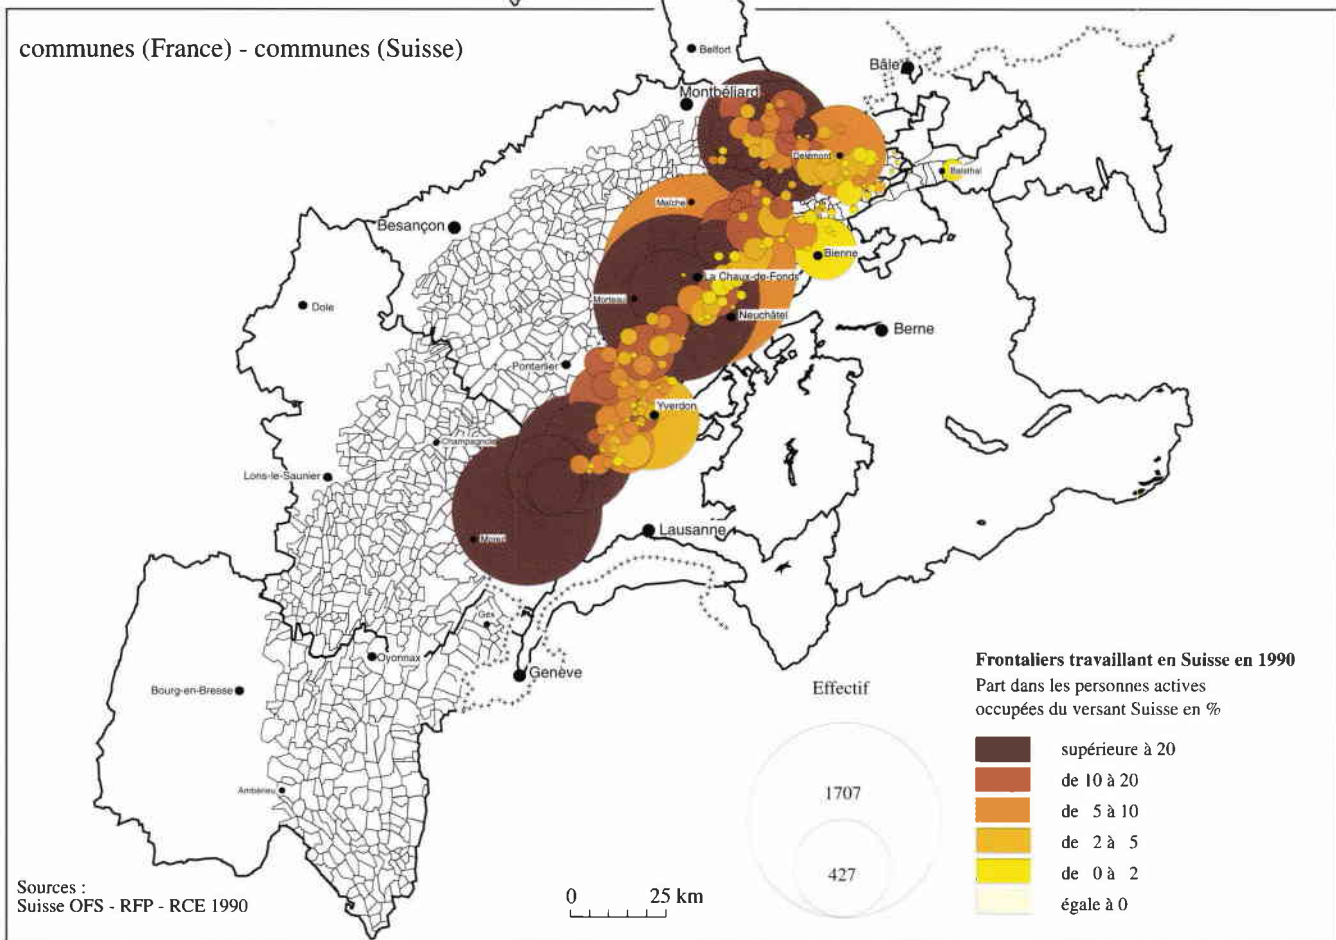 communes (France) - communes (Suisse)
Belfort
Bâle
Montbéliard
Delémont
Balsthal
Maîche
Besançon
Bienne
La Chaux-de-Fonds
Morteau
Dole
Neuchâtel
Berne
Pontarlier
Yverdon
Champagnole
Lons-le-Saunier
Lausanne
Morez
Gex
Oyonnax
Genève
Bourg-en-Bresse
Ambérieu
Effectif
1707
427
Frontaliers travaillant en Suisse en 1990
Part dans les personnes actives
occupées du versant Suisse en %
supérieure à 20
de 10 à 20
de 5 à 10
de 2 à 5
de 0 à 2
égale à 0
Sources :
Suisse OFS - RFP - RCE 1990
0 25 km